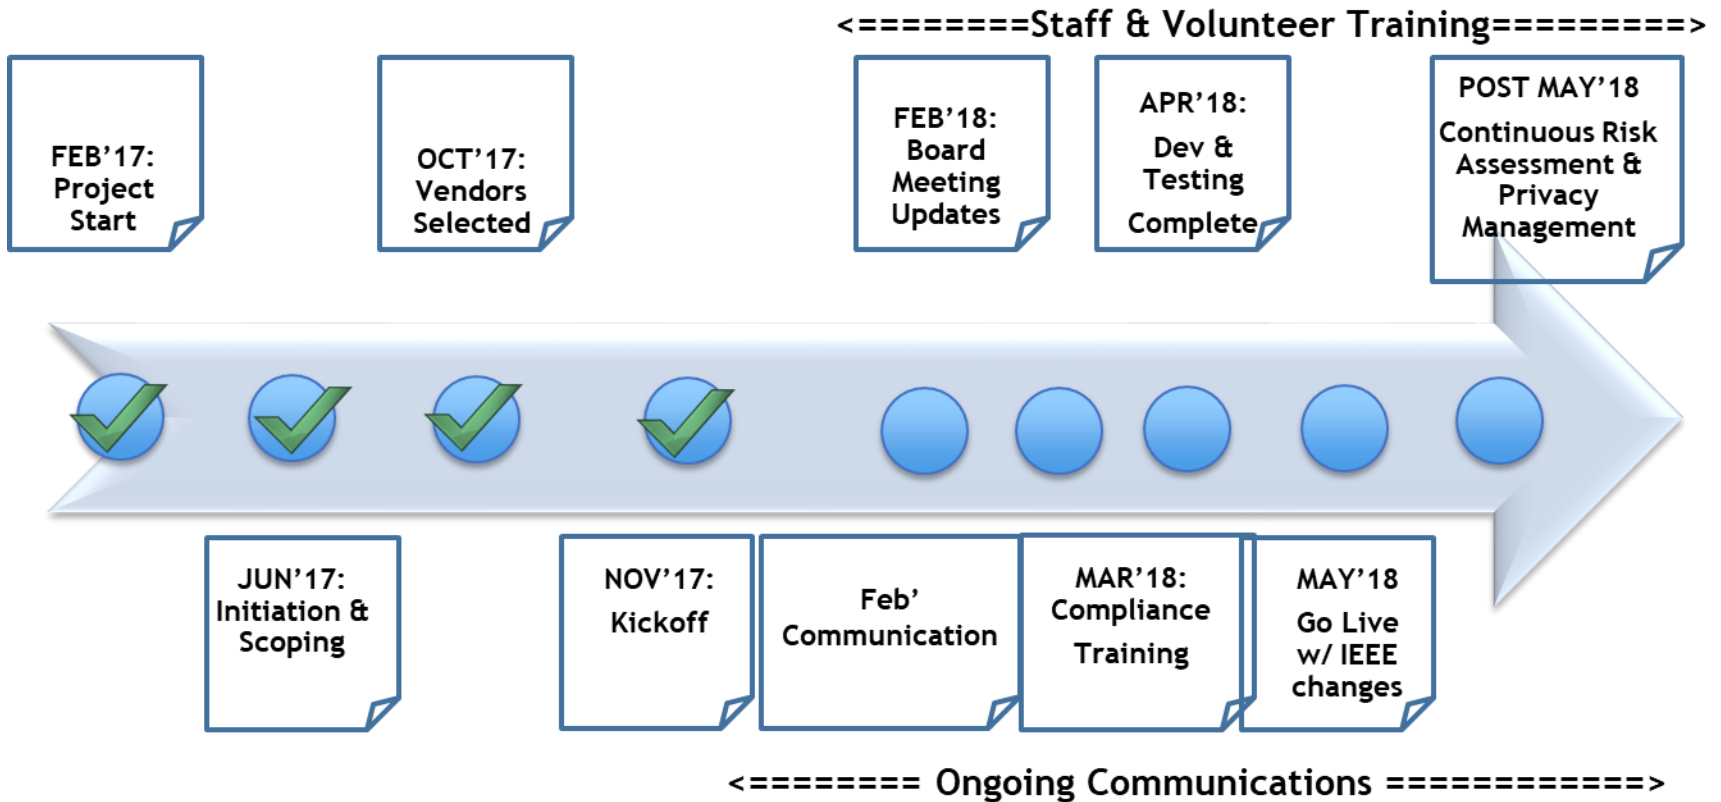 <========Staff & Volunteer Training=========>
FEB’17:
Project
Start
OCT’17:
Vendors
Selected
FEB’18:
Board
Meeting
Updates
APR’18:
Dev &
Testing
Complete
POST MAY’18
Continuous Risk
Assessment &
Privacy
Management
JUN’17:
Initiation &
Scoping
NOV’17:
Kickoff
Feb’
Communication
MAR’18:
Compliance
Training
MAY’18
Go Live
w/ IEEE
changes
<======== Ongoing Communications ============>